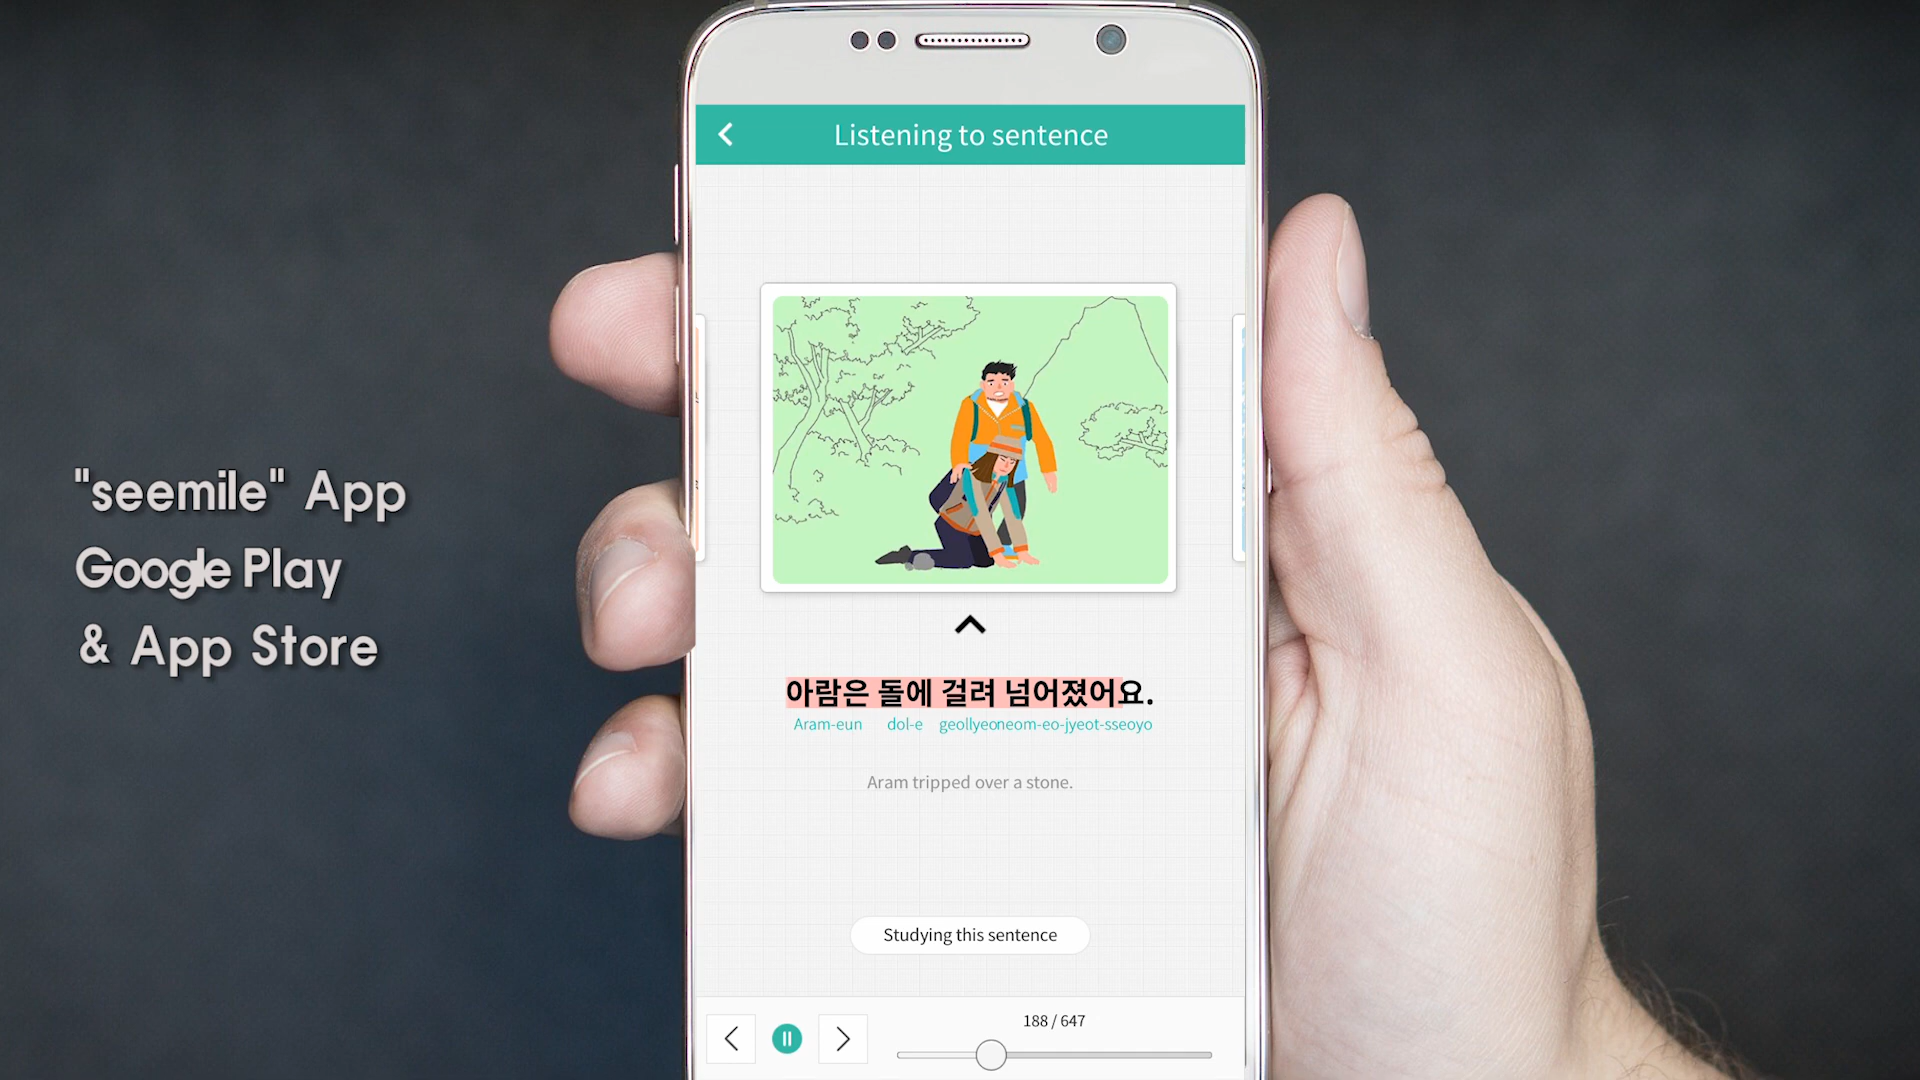 "seemile" App
Google Play
& App Store
Listening to sentence
아람은 돌에 걸려 넘어졌어요.
Aram-eun dol-e geollyeoneom-eo-jyeot-sseoyo
Aram tripped over a stone.
Studying this sentence
188 / 647